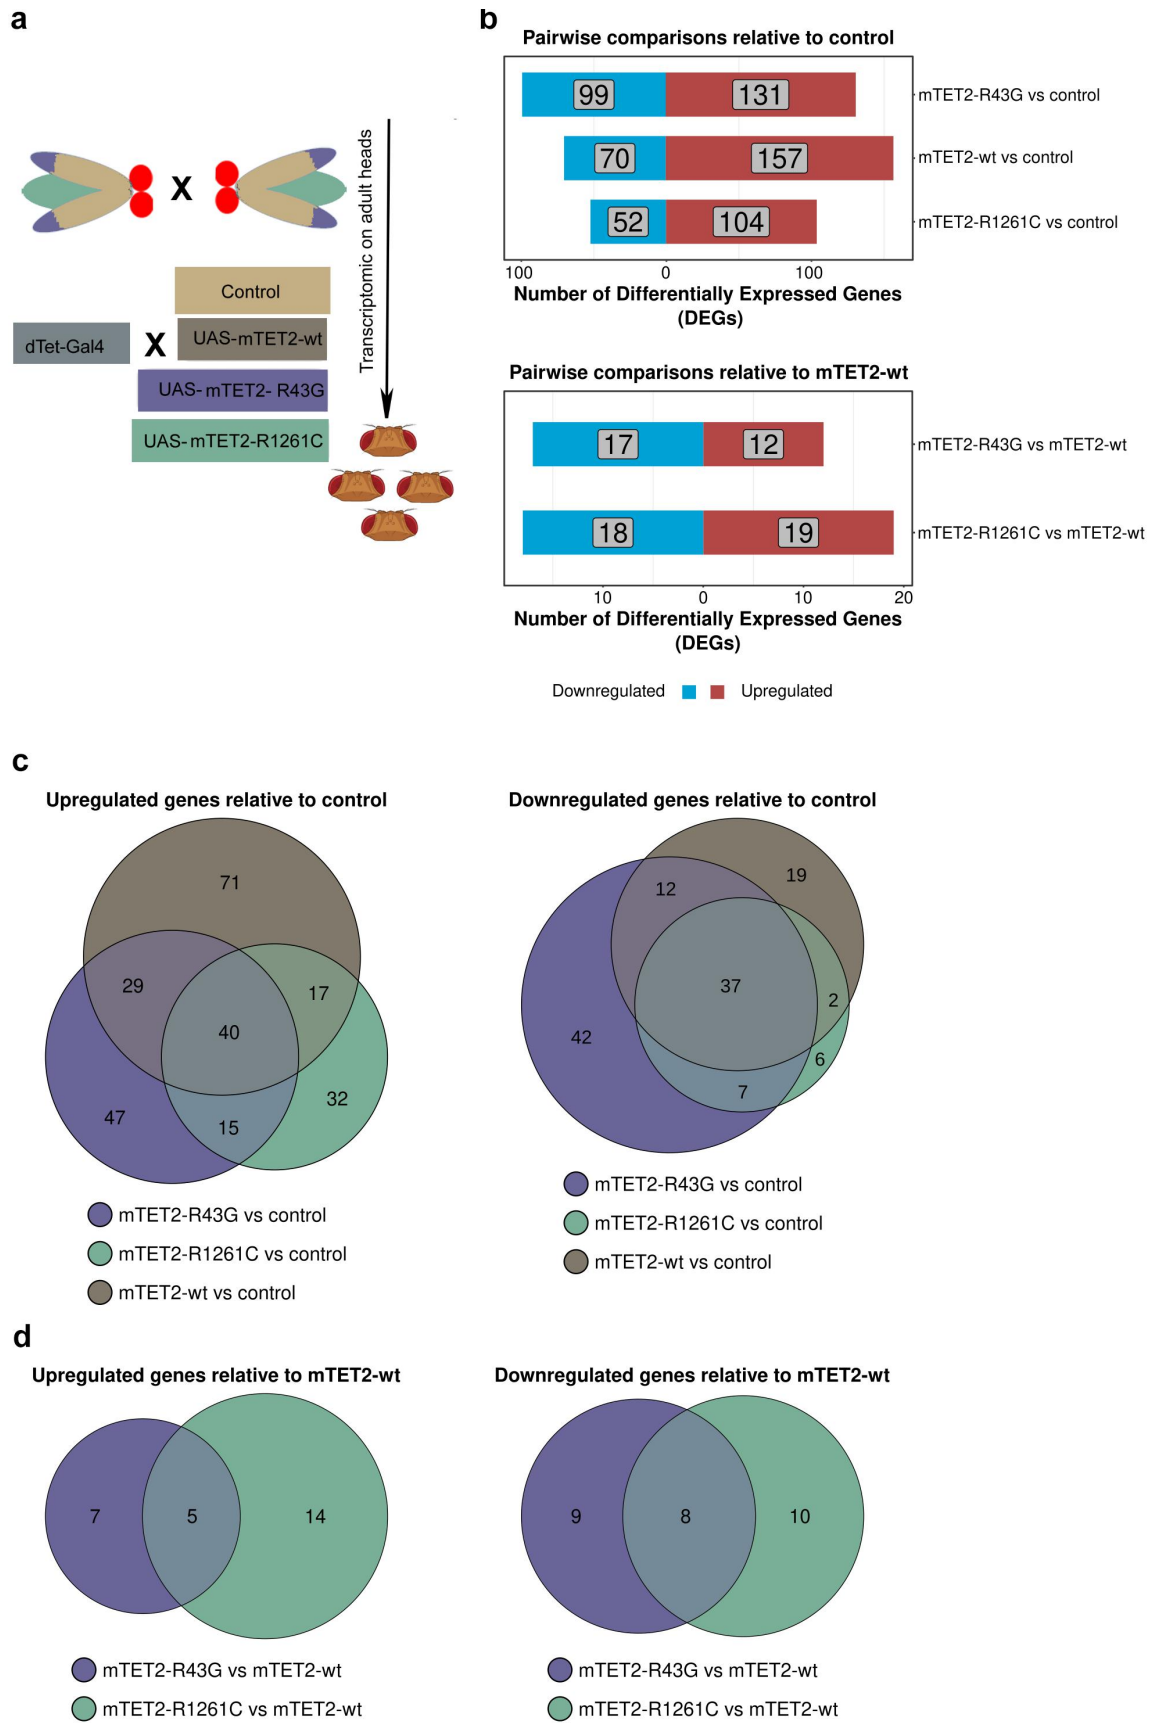 a
X
Transcriptomic on adult heads
Control
UAS-mTET2-wt
dTet-Gal4
X
UAS-mTET2- R43G
UAS-mTET2-R1261C
b
Pairwise comparisons relative to control
99
131
mTET2-R43G vs control
70
157
mTET2-wt vs control
52
104
mTET2-R1261C vs control
100
0
100
Number of Differentially Expressed Genes
(DEGs)
Pairwise comparisons relative to mTET2-wt
17
12
mTET2-R43G vs mTET2-wt
18
19
mTET2-R1261C vs mTET2-wt
10
0
10
20
Number of Differentially Expressed Genes
(DEGs)
Downregulated
Upregulated
c
Upregulated genes relative to control
71
29
17
40
47
15
32
mTET2-R43G vs control
mTET2-R1261C vs control
mTET2-wt vs control
Downregulated genes relative to control
12
19
37
2
42
6
7
mTET2-R43G vs control
mTET2-R1261C vs control
mTET2-wt vs control
d
Upregulated genes relative to mTET2-wt
7
5
14
mTET2-R43G vs mTET2-wt
mTET2-R1261C vs mTET2-wt
Downregulated genes relative to mTET2-wt
9
8
10
mTET2-R43G vs mTET2-wt
mTET2-R1261C vs mTET2-wt